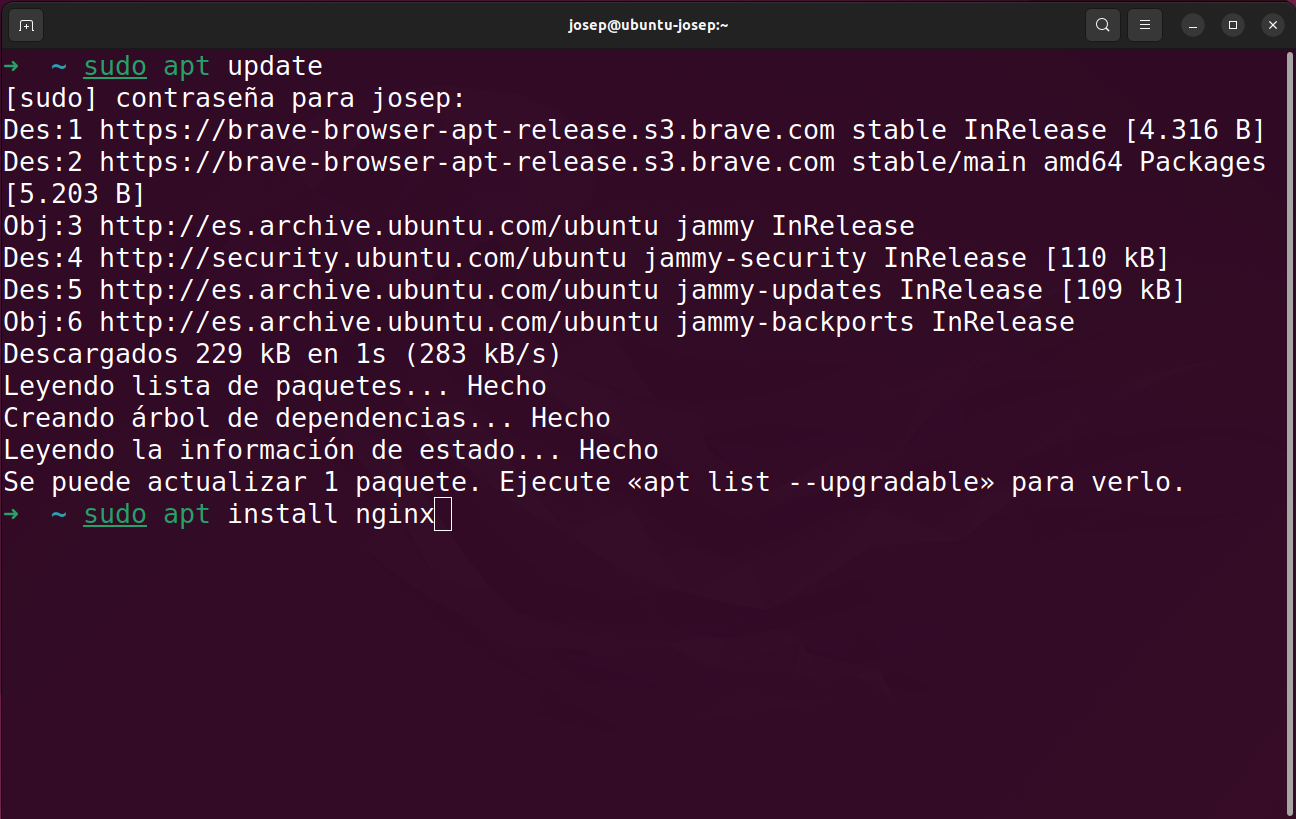 josep@ubuntu-josep:~
➜  ~ sudo apt update
[sudo] contraseña para josep:
Des:1 https://brave-browser-apt-release.s3.brave.com stable InRelease [4.316 B]
Des:2 https://brave-browser-apt-release.s3.brave.com stable/main amd64 Packages
[5.203 B]
Obj:3 http://es.archive.ubuntu.com/ubuntu jammy InRelease
Des:4 http://security.ubuntu.com/ubuntu jammy-security InRelease [110 kB]
Des:5 http://es.archive.ubuntu.com/ubuntu jammy-updates InRelease [109 kB]
Obj:6 http://es.archive.ubuntu.com/ubuntu jammy-backports InRelease
Descargados 229 kB en 1s (283 kB/s)
Leyendo lista de paquetes... Hecho
Creando árbol de dependencias... Hecho
Leyendo la información de estado... Hecho
Se puede actualizar 1 paquete. Ejecute «apt list --upgradable» para verlo.
➜  ~ sudo apt install nginx